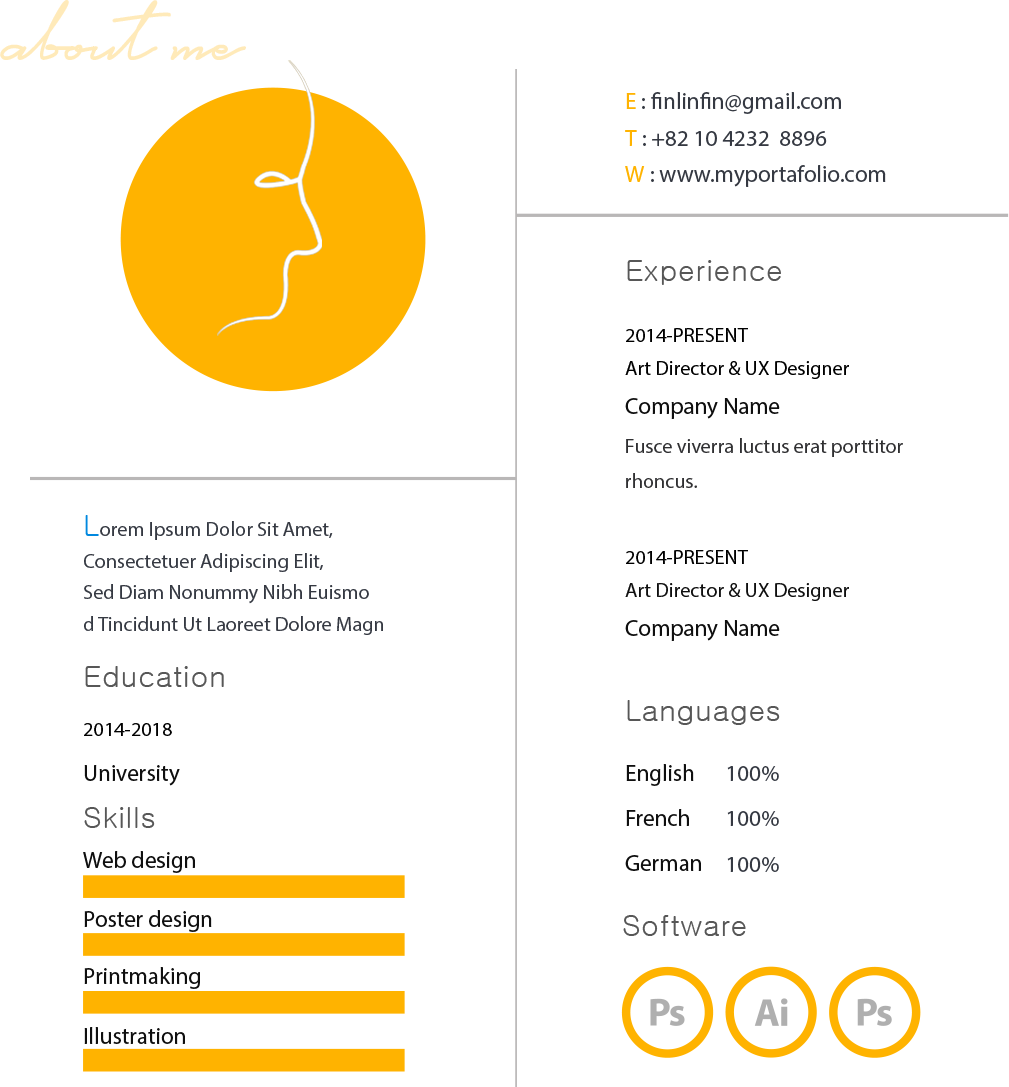 about me
E : finlinfin@gmail.com
T : +82 10 4232  8896
W : www.myportafolio.com
Lorem Ipsum Dolor Sit Amet,
Consectetuer Adipiscing Elit,
Sed Diam Nonummy Nibh Euismo
d Tincidunt Ut Laoreet Dolore Magn
Education
2014-2018
University
Skills
Web design
Poster design
Printmaking
Illustration
Experience
2014-PRESENT
Art Director & UX Designer
Company Name
Fusce viverra luctus erat porttitor
rhoncus.
2014-PRESENT
Art Director & UX Designer
Company Name
Languages
English 100%
French 100%
German 100%
Software
Ps Ai Ps